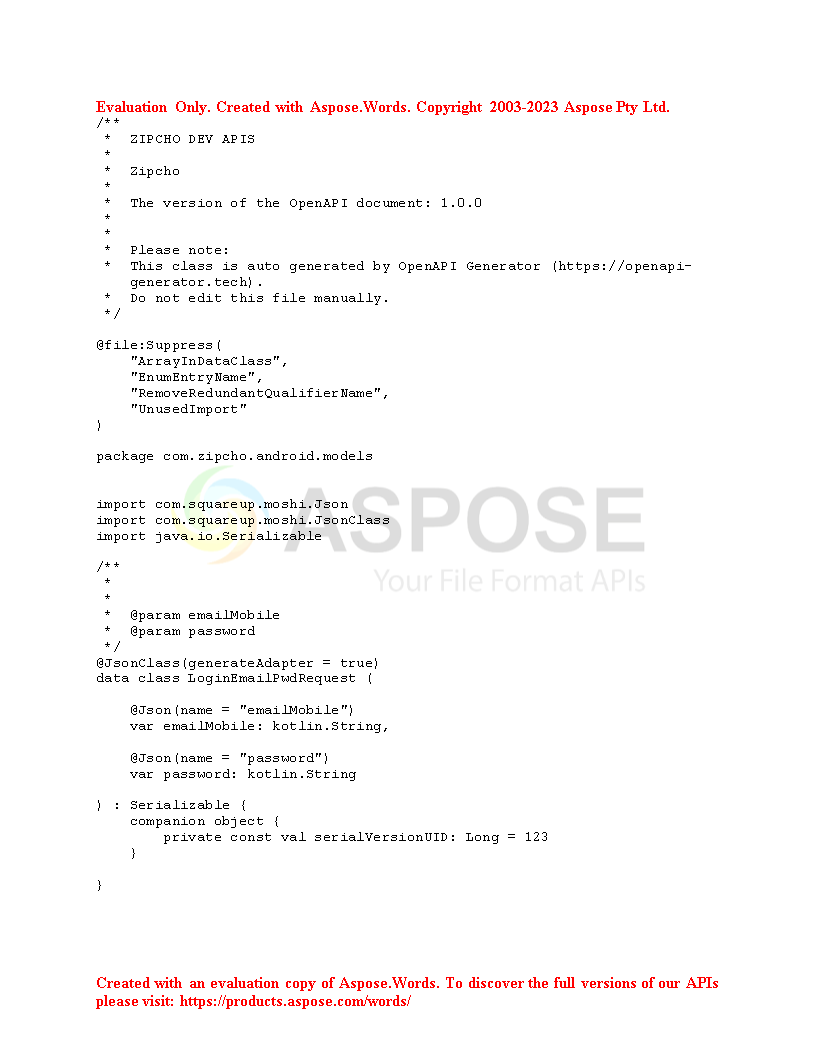 Evaluation Only. Created with Aspose.Words. Copyright 2003-2023 Aspose Pty Ltd.
/**
 *  ZIPCHO DEV APIS
 *
 *  Zipcho
 *
 *  The version of the OpenAPI document: 1.0.0
 *
 *
 *  Please note:
 *  This class is auto generated by OpenAPI Generator (https://openapi-
    generator.tech).
 *  Do not edit this file manually.
 */
@file:Suppress(
    "ArrayInDataClass",
    "EnumEntryName",
    "RemoveRedundantQualifierName",
    "UnusedImport"
)
package com.zipcho.android.models
import com.squareup.moshi.Json
import com.squareup.moshi.JsonClass
import java.io.Serializable
ASPOSE
Your File Format APIs
/**
 *
 *
 *  @param emailMobile
 *  @param password
 */
@JsonClass(generateAdapter = true)
data class LoginEmailPwdRequest (
    @Json(name = "emailMobile")
    var emailMobile: kotlin.String,
    @Json(name = "password")
    var password: kotlin.String
) : Serializable {
    companion object {
        private const val serialVersionUID: Long = 123
    }
}
Created with an evaluation copy of Aspose.Words. To discover the full versions of our APIs
please visit: https://products.aspose.com/words/